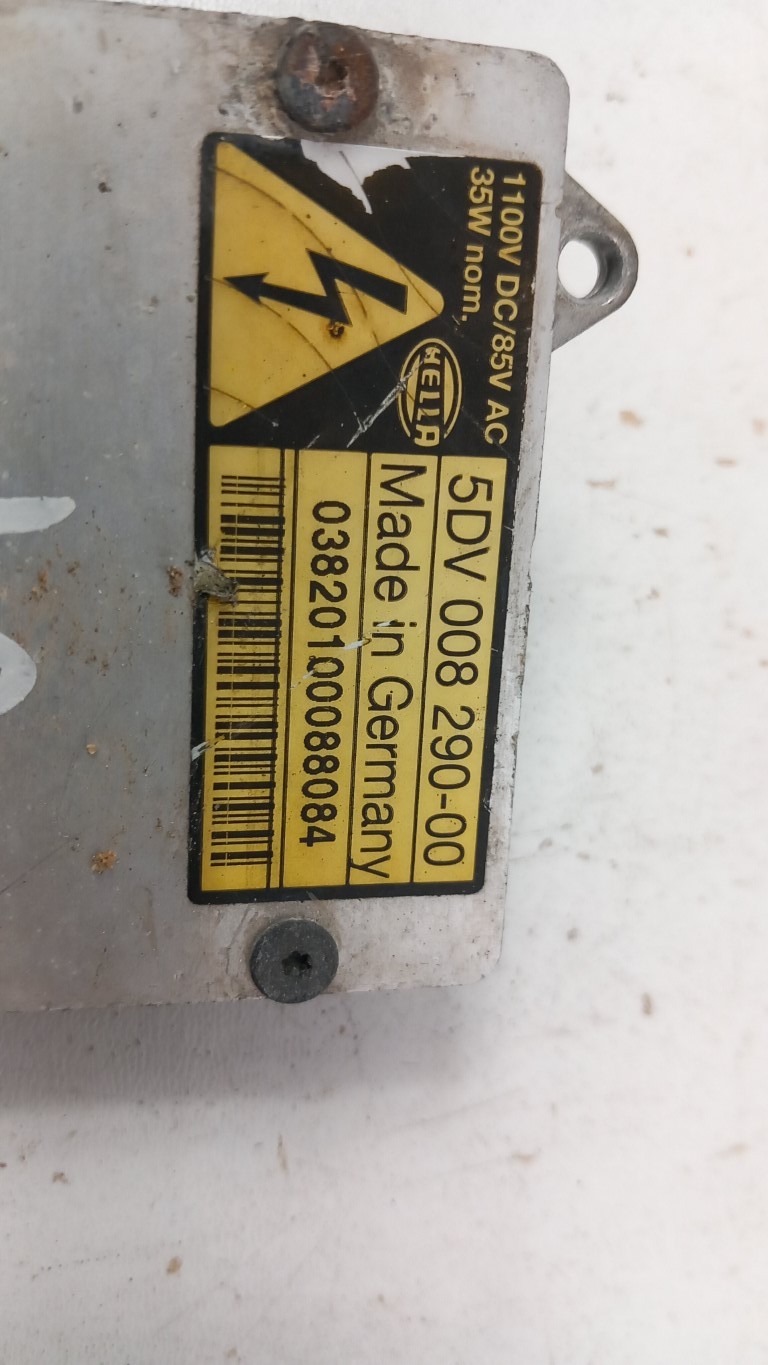 1100V DC/85V AC
35W nom.
HELLA
5DV 008 290-00
Made in Germany
03820100088084